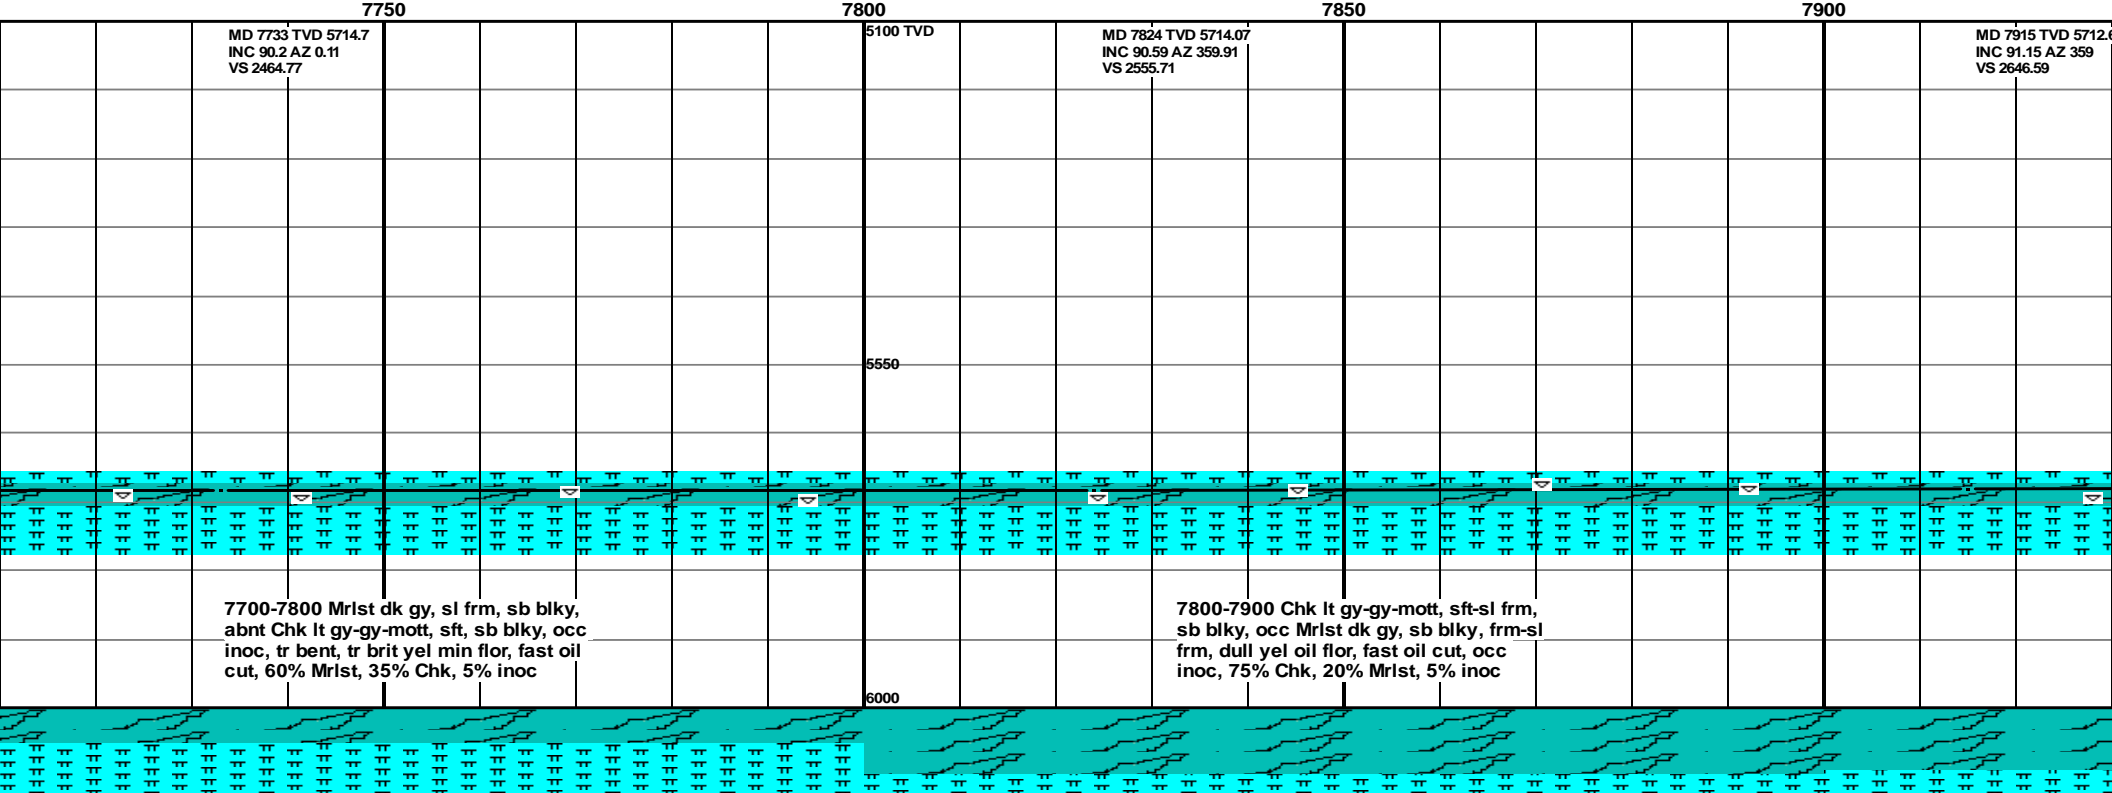 7750 7800 7850 7900
MD 7733 TVD 5714.7
INC 90.2 AZ 0.11
VS 2464.77
5100 TVD
MD 7824 TVD 5714.07
INC 90.59 AZ 359.91
VS 2555.71
MD 7915 TVD 5712.6
INC 91.15 AZ 359
VS 2646.59
5550
7700-7800 Mrlst dk gy, sl frm, sb blky,
abnt Chk lt gy-gy-mott, sft, sb blky, occ
inoc, tr bent, tr brit yel min flor, fast oil
cut, 60% Mrlst, 35% Chk, 5% inoc
7800-7900 Chk lt gy-gy-mott, sft-sl frm,
sb blky, occ Mrlst dk gy, sb blky, frm-sl
frm, dull yel oil flor, fast oil cut, occ
inoc, 75% Chk, 20% Mrlst, 5% inoc
6000